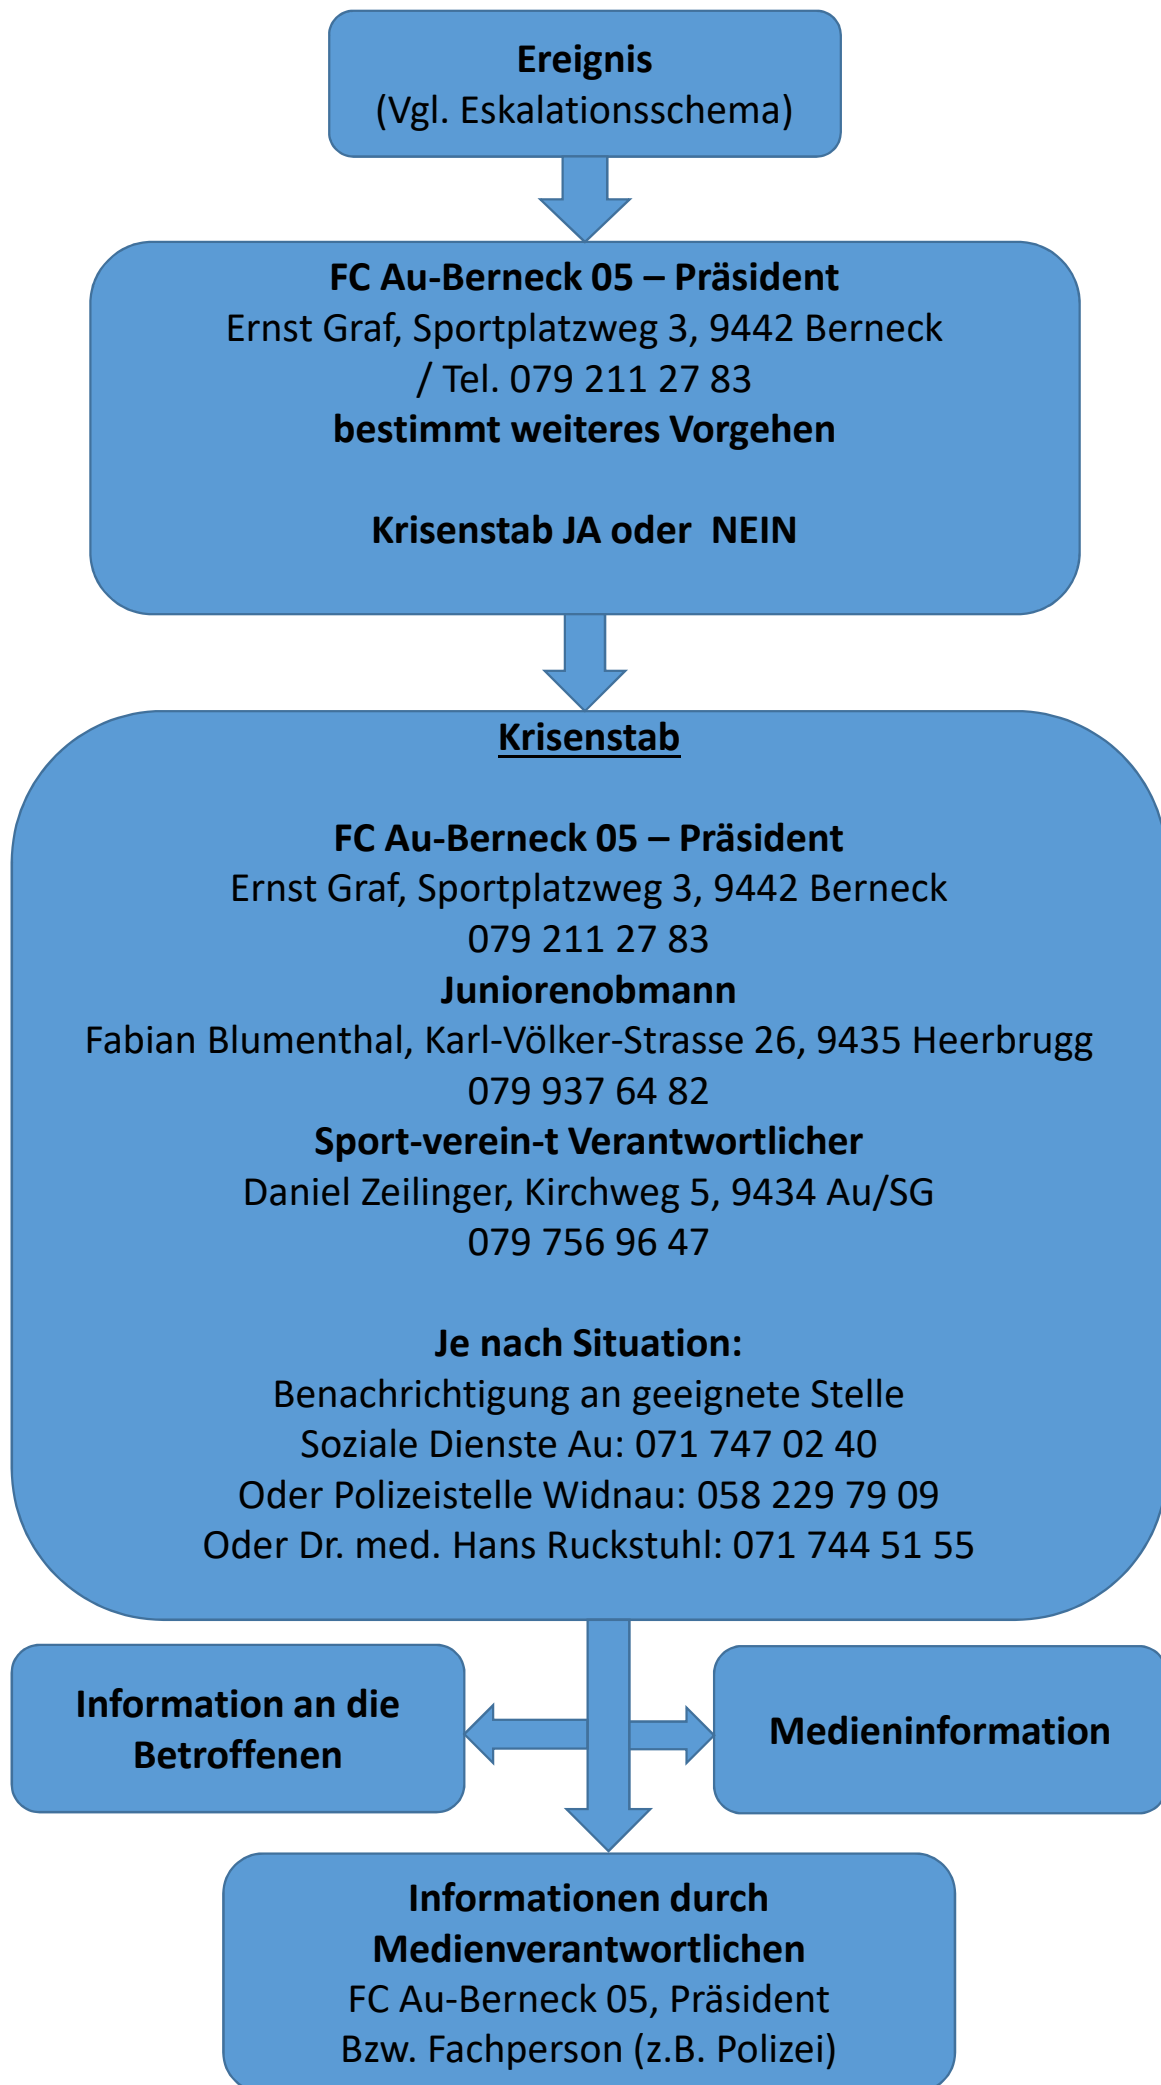 Ereignis
(Vgl. Eskalationsschema)
FC Au-Berneck 05 – Präsident
Ernst Graf, Sportplatzweg 3, 9442 Berneck
/ Tel. 079 211 27 83
bestimmt weiteres Vorgehen
Krisenstab JA oder  NEIN
Krisenstab
FC Au-Berneck 05 – Präsident
Ernst Graf, Sportplatzweg 3, 9442 Berneck
079 211 27 83
Juniorenobmann
Fabian Blumenthal, Karl-Völker-Strasse 26, 9435 Heerbrugg
079 937 64 82
Sport-verein-t Verantwortlicher
Daniel Zeilinger, Kirchweg 5, 9434 Au/SG
079 756 96 47
Je nach Situation:
Benachrichtigung an geeignete Stelle
Soziale Dienste Au: 071 747 02 40
Oder Polizeistelle Widnau: 058 229 79 09
Oder Dr. med. Hans Ruckstuhl: 071 744 51 55
Information an die
Betroffenen
Medieninformation
Informationen durch
Medienverantwortlichen
FC Au-Berneck 05, Präsident
Bzw. Fachperson (z.B. Polizei)